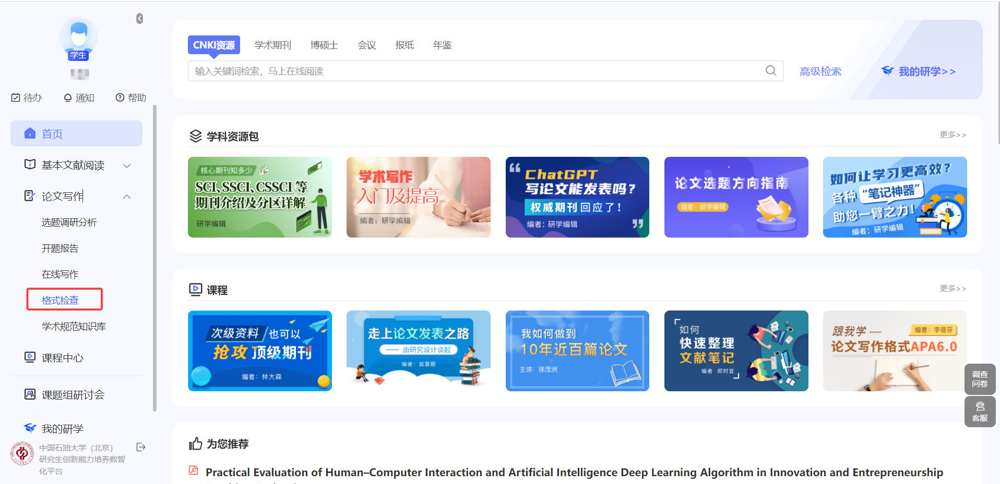 学生
待办
通知
帮助
首页
基本文献阅读
论文写作
选题调研分析
开题报告
在线写作
格式检查
学术规范知识库
课程中心
课题组研讨会
我的研学
中国石油大学（北京）
研究生创新能力培养数智
化平台
CNKI资源
学术期刊
博硕士
会议
报纸
年鉴
输入关键词检索，马上在线阅读
高级检索
我的研学>>
学科资源包
更多>>
核心期刊知多少
SCI、SSCI、CSSCI 等
期刊介绍及分区详解
研学编辑
学术写作
入门及提高
编者：研学编辑
ChatGPT
写论文能发表吗？
权威期刊回应了！
编者：研学编辑
论文选题方向指南
编者：研学编辑
如何让学习更高效？
各种“笔记神器”
助您一臂之力！
编者：研学编辑
课程
更多>>
次级资料/也可以
抢攻顶级期刊
编者：林大森
走上论文发表之路
—— 由研究设计谈起
编者：翁慧卿
我如何做到
10年近百篇论文
主讲：徐茂洲
如何
快速整理
文献笔记
编者 郑时宜
跟我学 —
编者：李蓓芬
论文写作格式APA6.0
调查
问卷
客服
为您推荐
Practical Evaluation of Human–Computer Interaction and Artificial Intelligence Deep Learning Algorithm in Innovation and Entrepreneurship